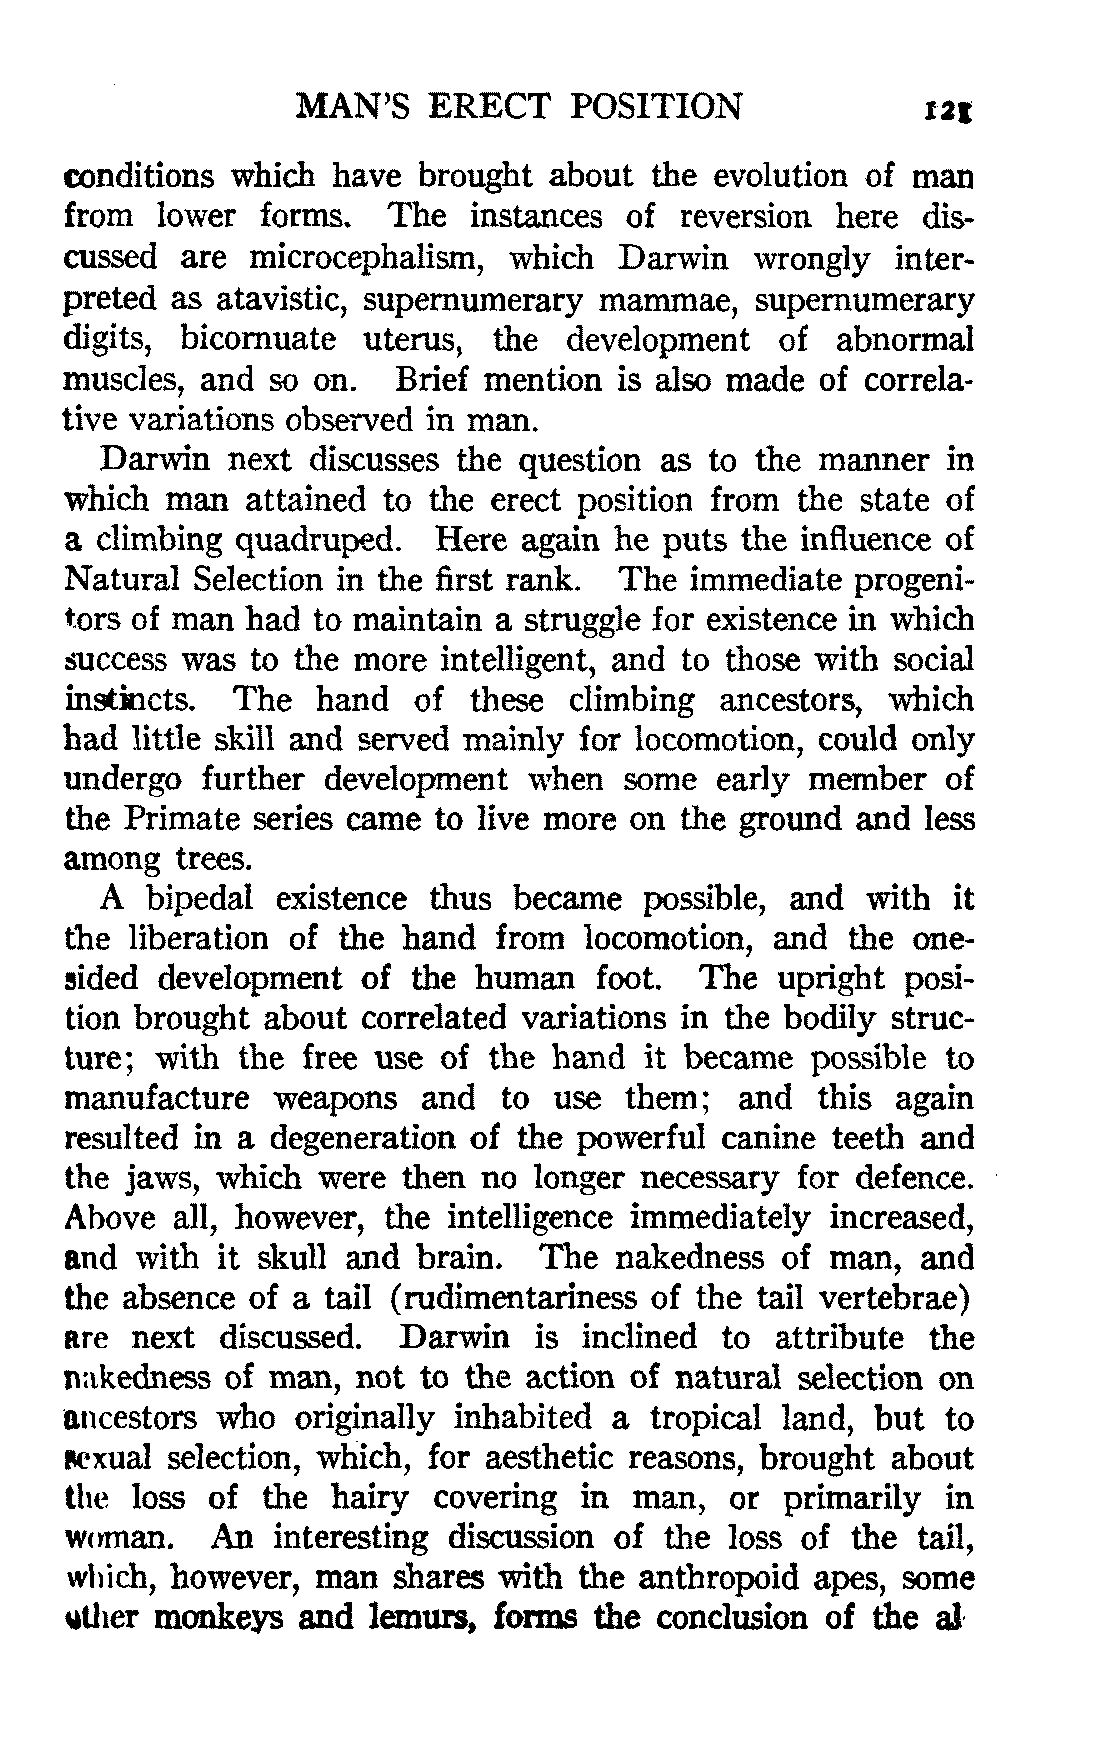 MAN'S ERECT POSITION 121
conditions which have brought about the evolution of man
from lower forms. The instances of reversion here dis-
cussed are microcephalism, which Darwin wrongly inter-
preted as atavistic, supernumerary mammae, supernumerary
digits, bicornuate uterus, the development of abnormal
muscles, and so on. Brief mention is also made of correla-
tive variations observed in man.
Darwin next discusses the question as to the manner in
which man attained to the erect position from the state of
a climbing quadruped. Here again he puts the influence of
Natural Selection in the first rank. The immediate progeni-
tors of man had to maintain a struggle for existence in which
success was to the more intelligent, and to those with social
instincts. The hand of these climbing ancestors, which
had little skill and served mainly for locomotion, could only
undergo further development when some early member of
the Primate series came to live more on the ground and less
among trees.
A bipedal existence thus became possible, and with it
the liberation of the hand from locomotion, and the one-
sided development of the human foot. The upright posi-
tion brought about correlated variations in the bodily struc-
ture; with the free use of the hand it became possible to
manufacture weapons and to use them; and this again
resulted in a degeneration of the powerful canine teeth and
the jaws, which were then no longer necessary for defence.
Above all, however, the intelligence immediately increased,
and with it skull and brain. The nakedness of man, and
the absence of a tail (rudimentariness of the tail vertebrae)
are next discussed. Darwin is inclined to attribute the
nakedness of man, not to the action of natural selection on
ancestors who originally inhabited a tropical land, but to
sexual selection, which, for aesthetic reasons, brought about
the loss of the hairy covering in man, or primarily in
woman. An interesting discussion of the loss of the tail,
which, however, man shares with the anthropoid apes, some
other monkeys and lemurs, forms the conclusion of the al-